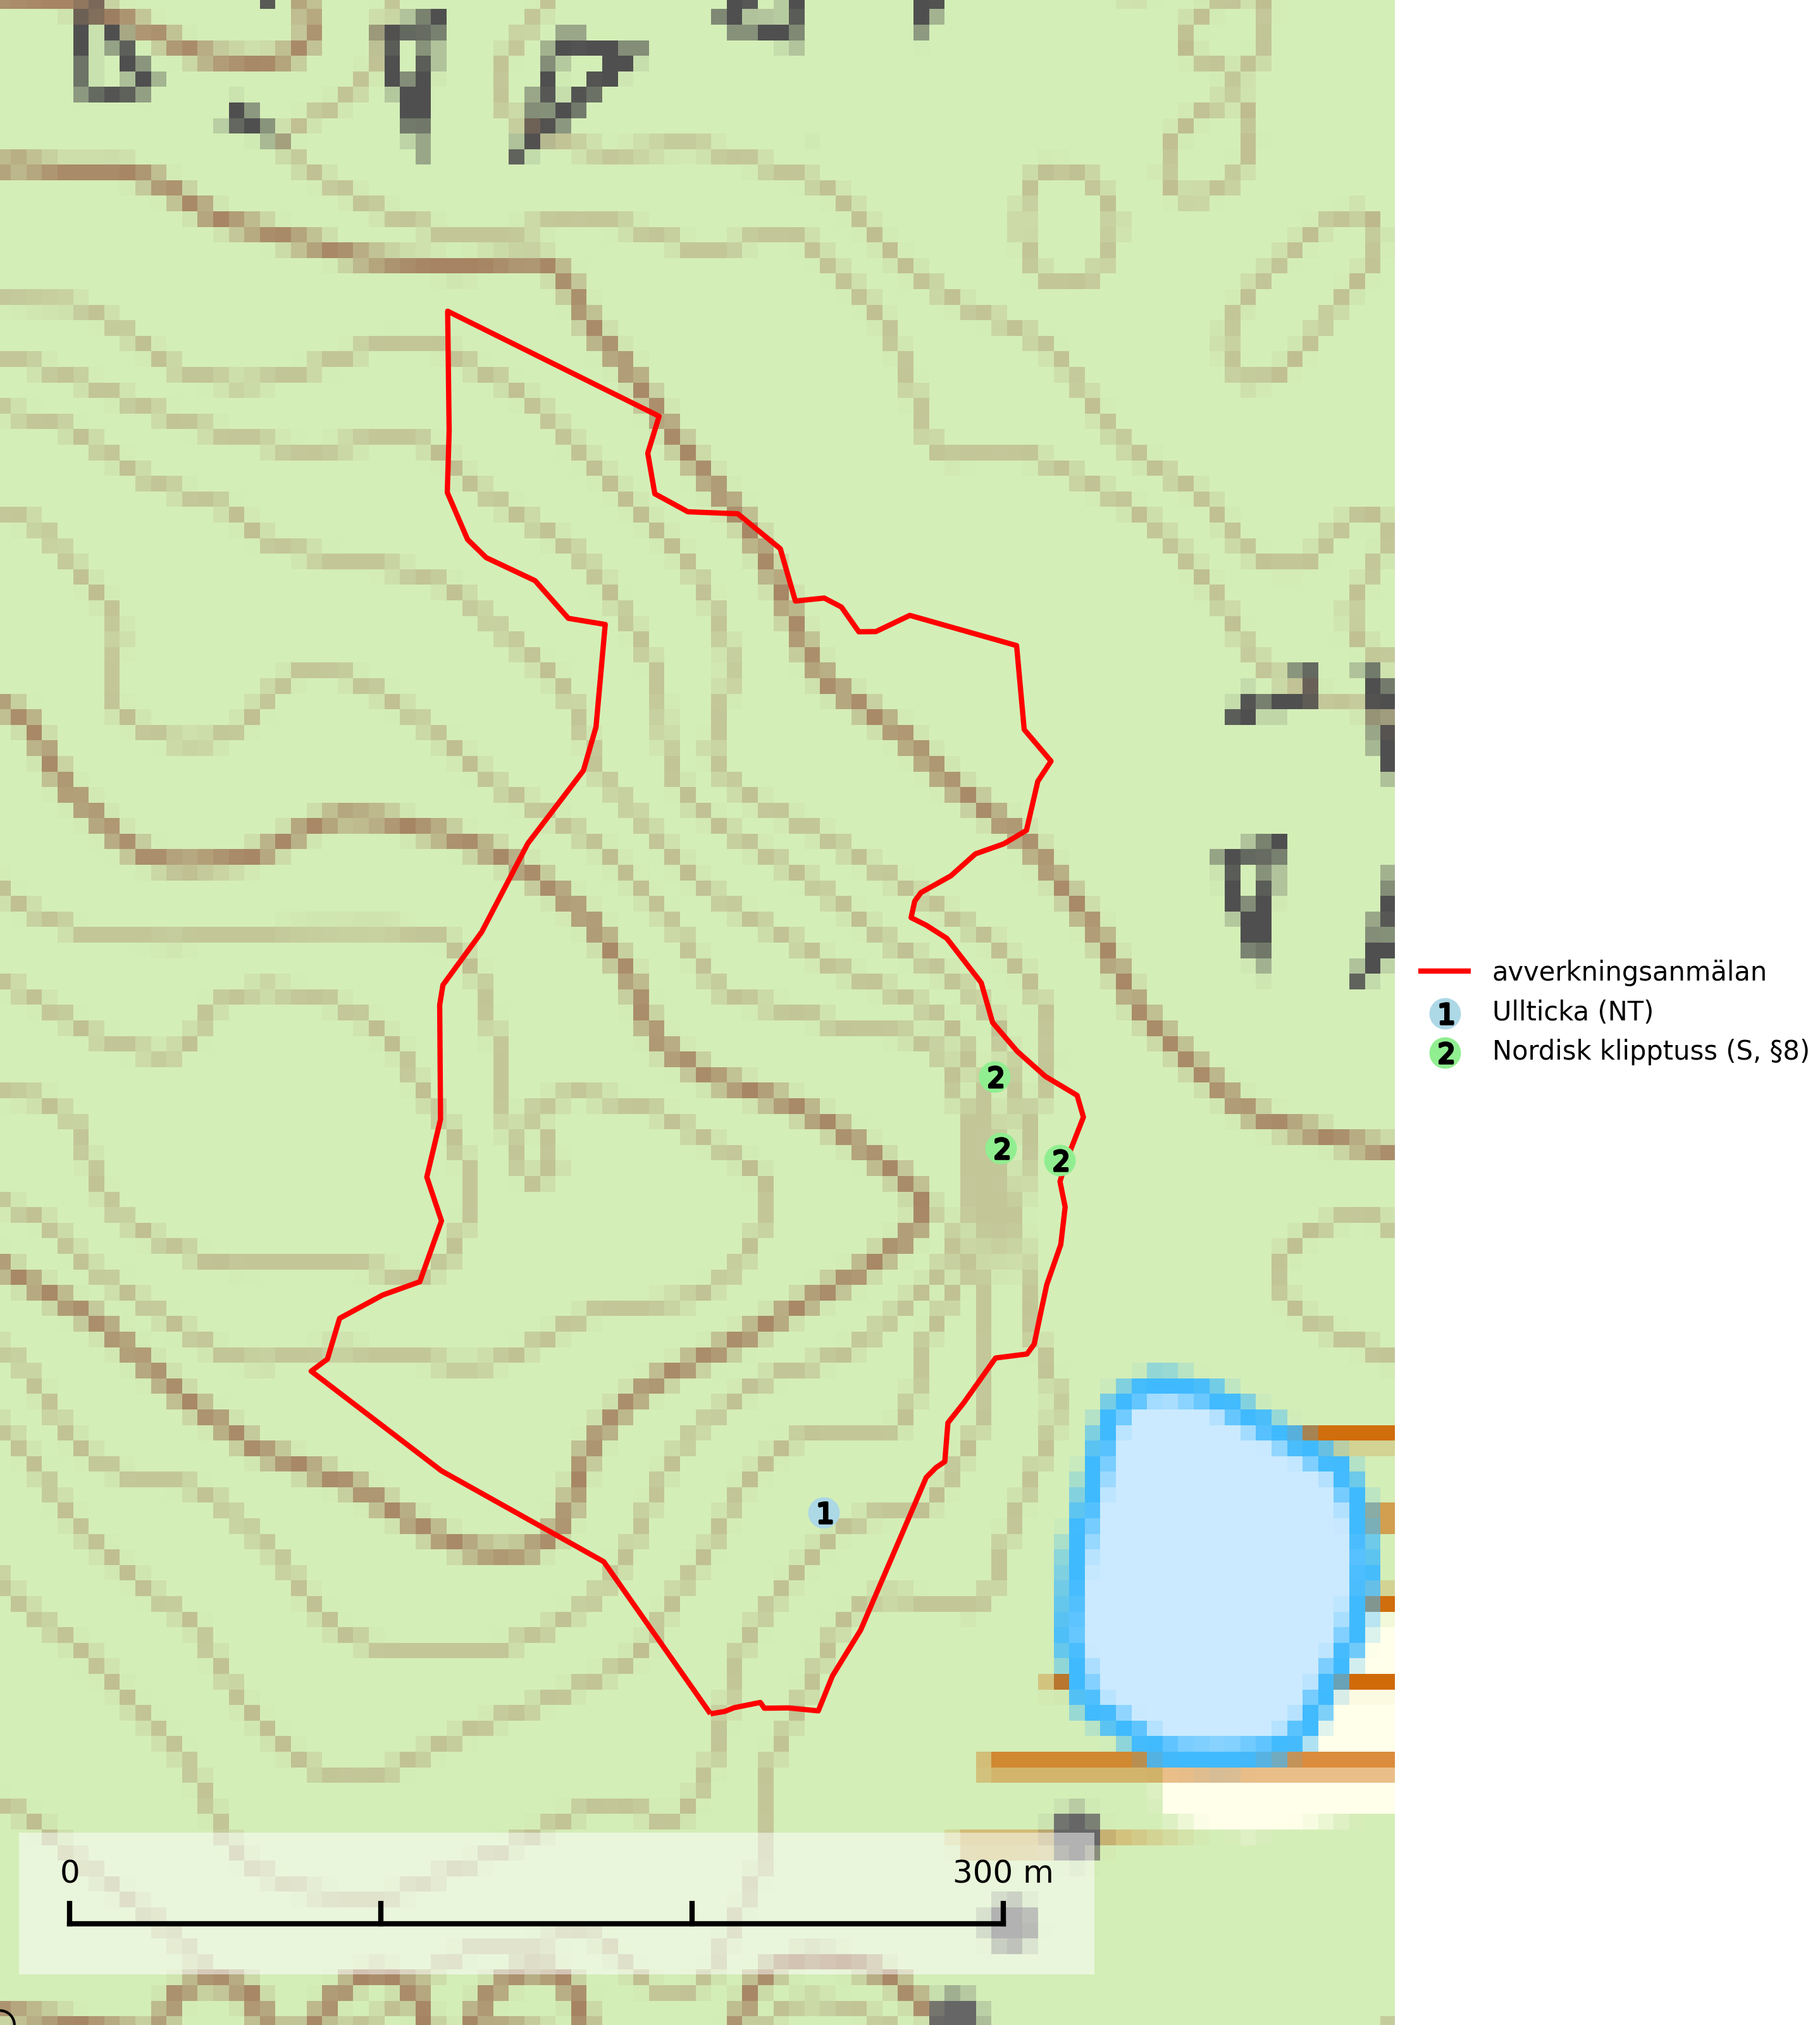 2
2
2
1
avverkningsanmälan
1 Ullticka (NT)
2 Nordisk klipptuss (S, §8)
0 300 m